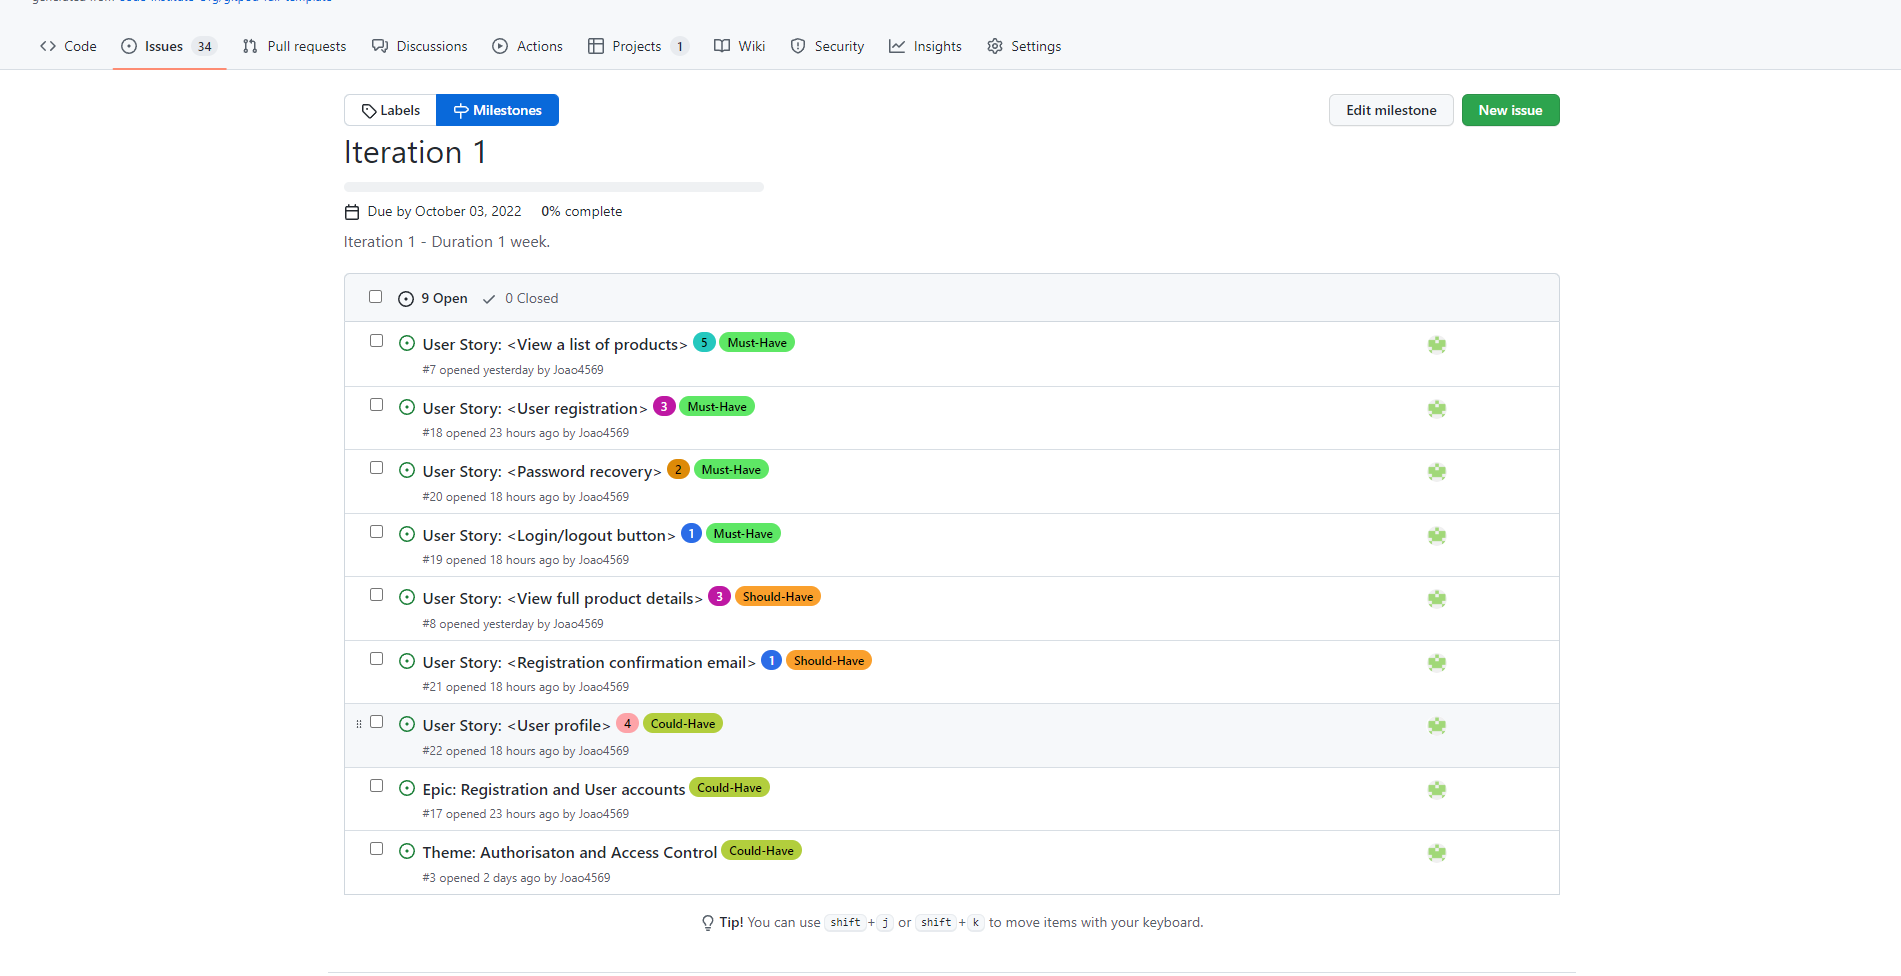 Code Issues 34 Pull requests Discussions Actions Projects 1 Wiki Security Insights Settings
Labels Milestones Edit milestone New issue
Iteration 1
Due by October 03, 2022 0% complete
Iteration 1 - Duration 1 week.
9 Open 0 Closed
User Story: <View a list of products> 5 Must-Have
#7 opened yesterday by Joao4569
User Story: <User registration> 3 Must-Have
#18 opened 23 hours ago by Joao4569
User Story: <Password recovery> 2 Must-Have
#20 opened 18 hours ago by Joao4569
User Story: <Login/logout button> 1 Must-Have
#19 opened 18 hours ago by Joao4569
User Story: <View full product details> 3 Should-Have
#8 opened yesterday by Joao4569
User Story: <Registration confirmation email> 1 Should-Have
#21 opened 18 hours ago by Joao4569
User Story: <User profile> 4 Could-Have
#22 opened 18 hours ago by Joao4569
Epic: Registration and User accounts Could-Have
#17 opened 23 hours ago by Joao4569
Theme: Authorisaton and Access Control Could-Have
#3 opened 2 days ago by Joao4569
Tip! You can use shift+j or shift+k to move items with your keyboard.